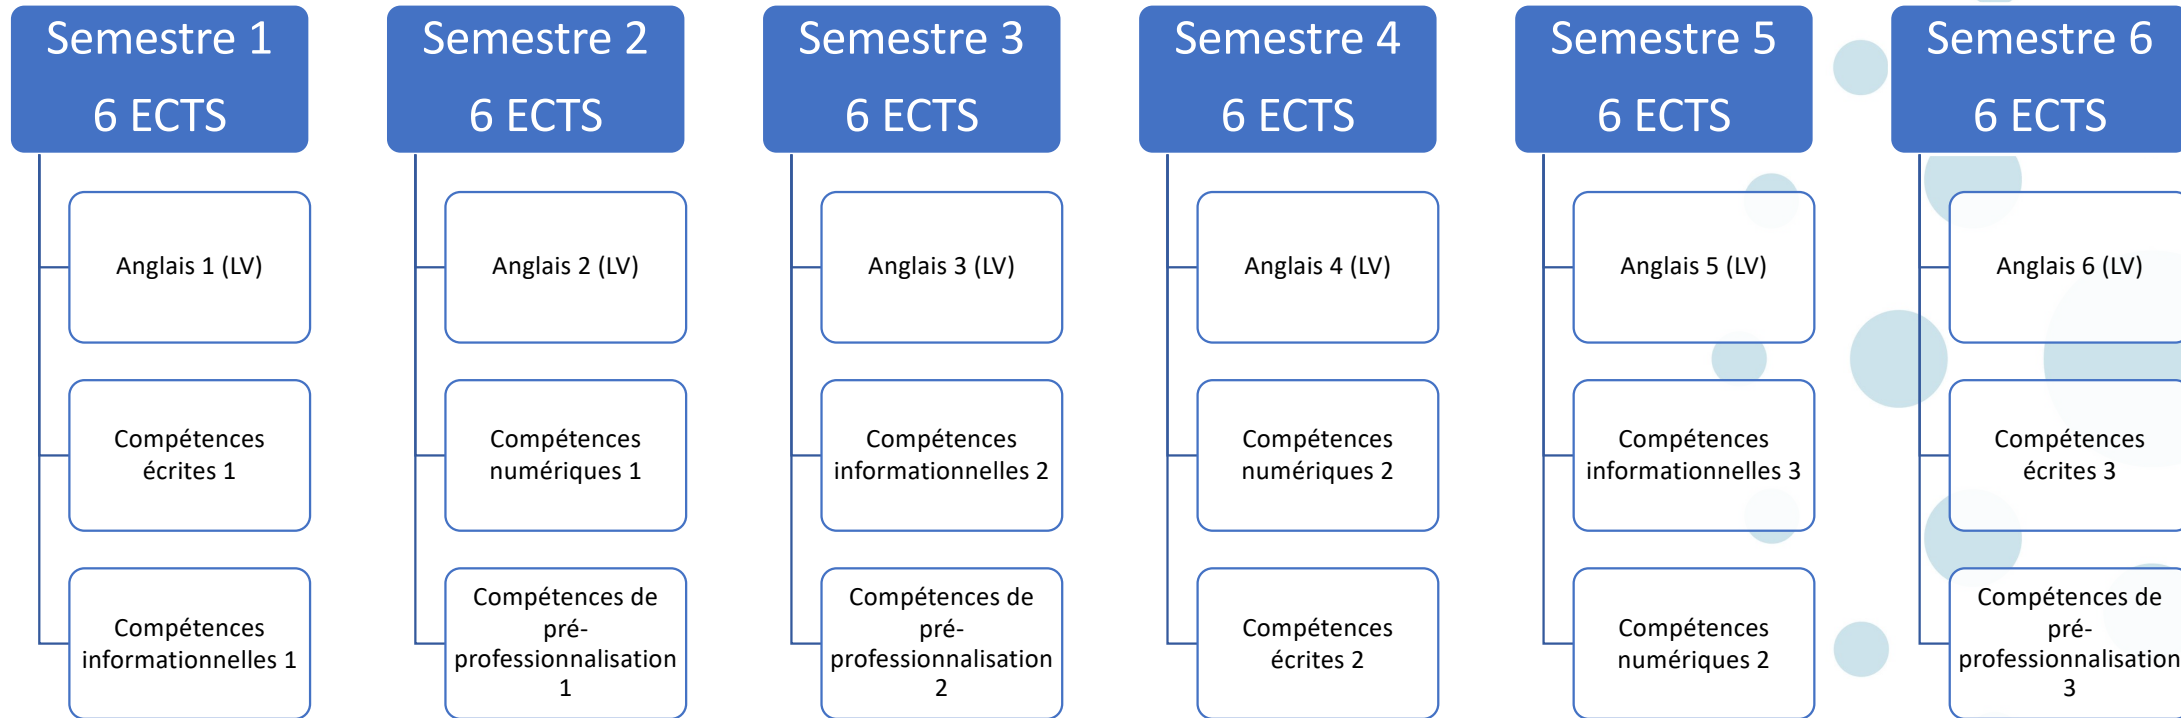 Semestre 1
6 ECTS
Anglais 1 (LV)
Compétences
écrites 1
Compétences
informationnelles 1
Semestre 2
6 ECTS
Anglais 2 (LV)
Compétences
numériques 1
Compétences de
pré-
professionnalisation
1
Semestre 3
6 ECTS
Anglais 3 (LV)
Compétences
informationnelles 2
Compétences de
pré-
professionnalisation
2
Semestre 4
6 ECTS
Anglais 4 (LV)
Compétences
numériques 2
Compétences
écrites 2
Semestre 5
6 ECTS
Anglais 5 (LV)
Compétences
informationnelles 3
Compétences
numériques 2
Semestre 6
6 ECTS
Anglais 6 (LV)
Compétences
écrites 3
Compétences de
pré-
professionnalisation
3